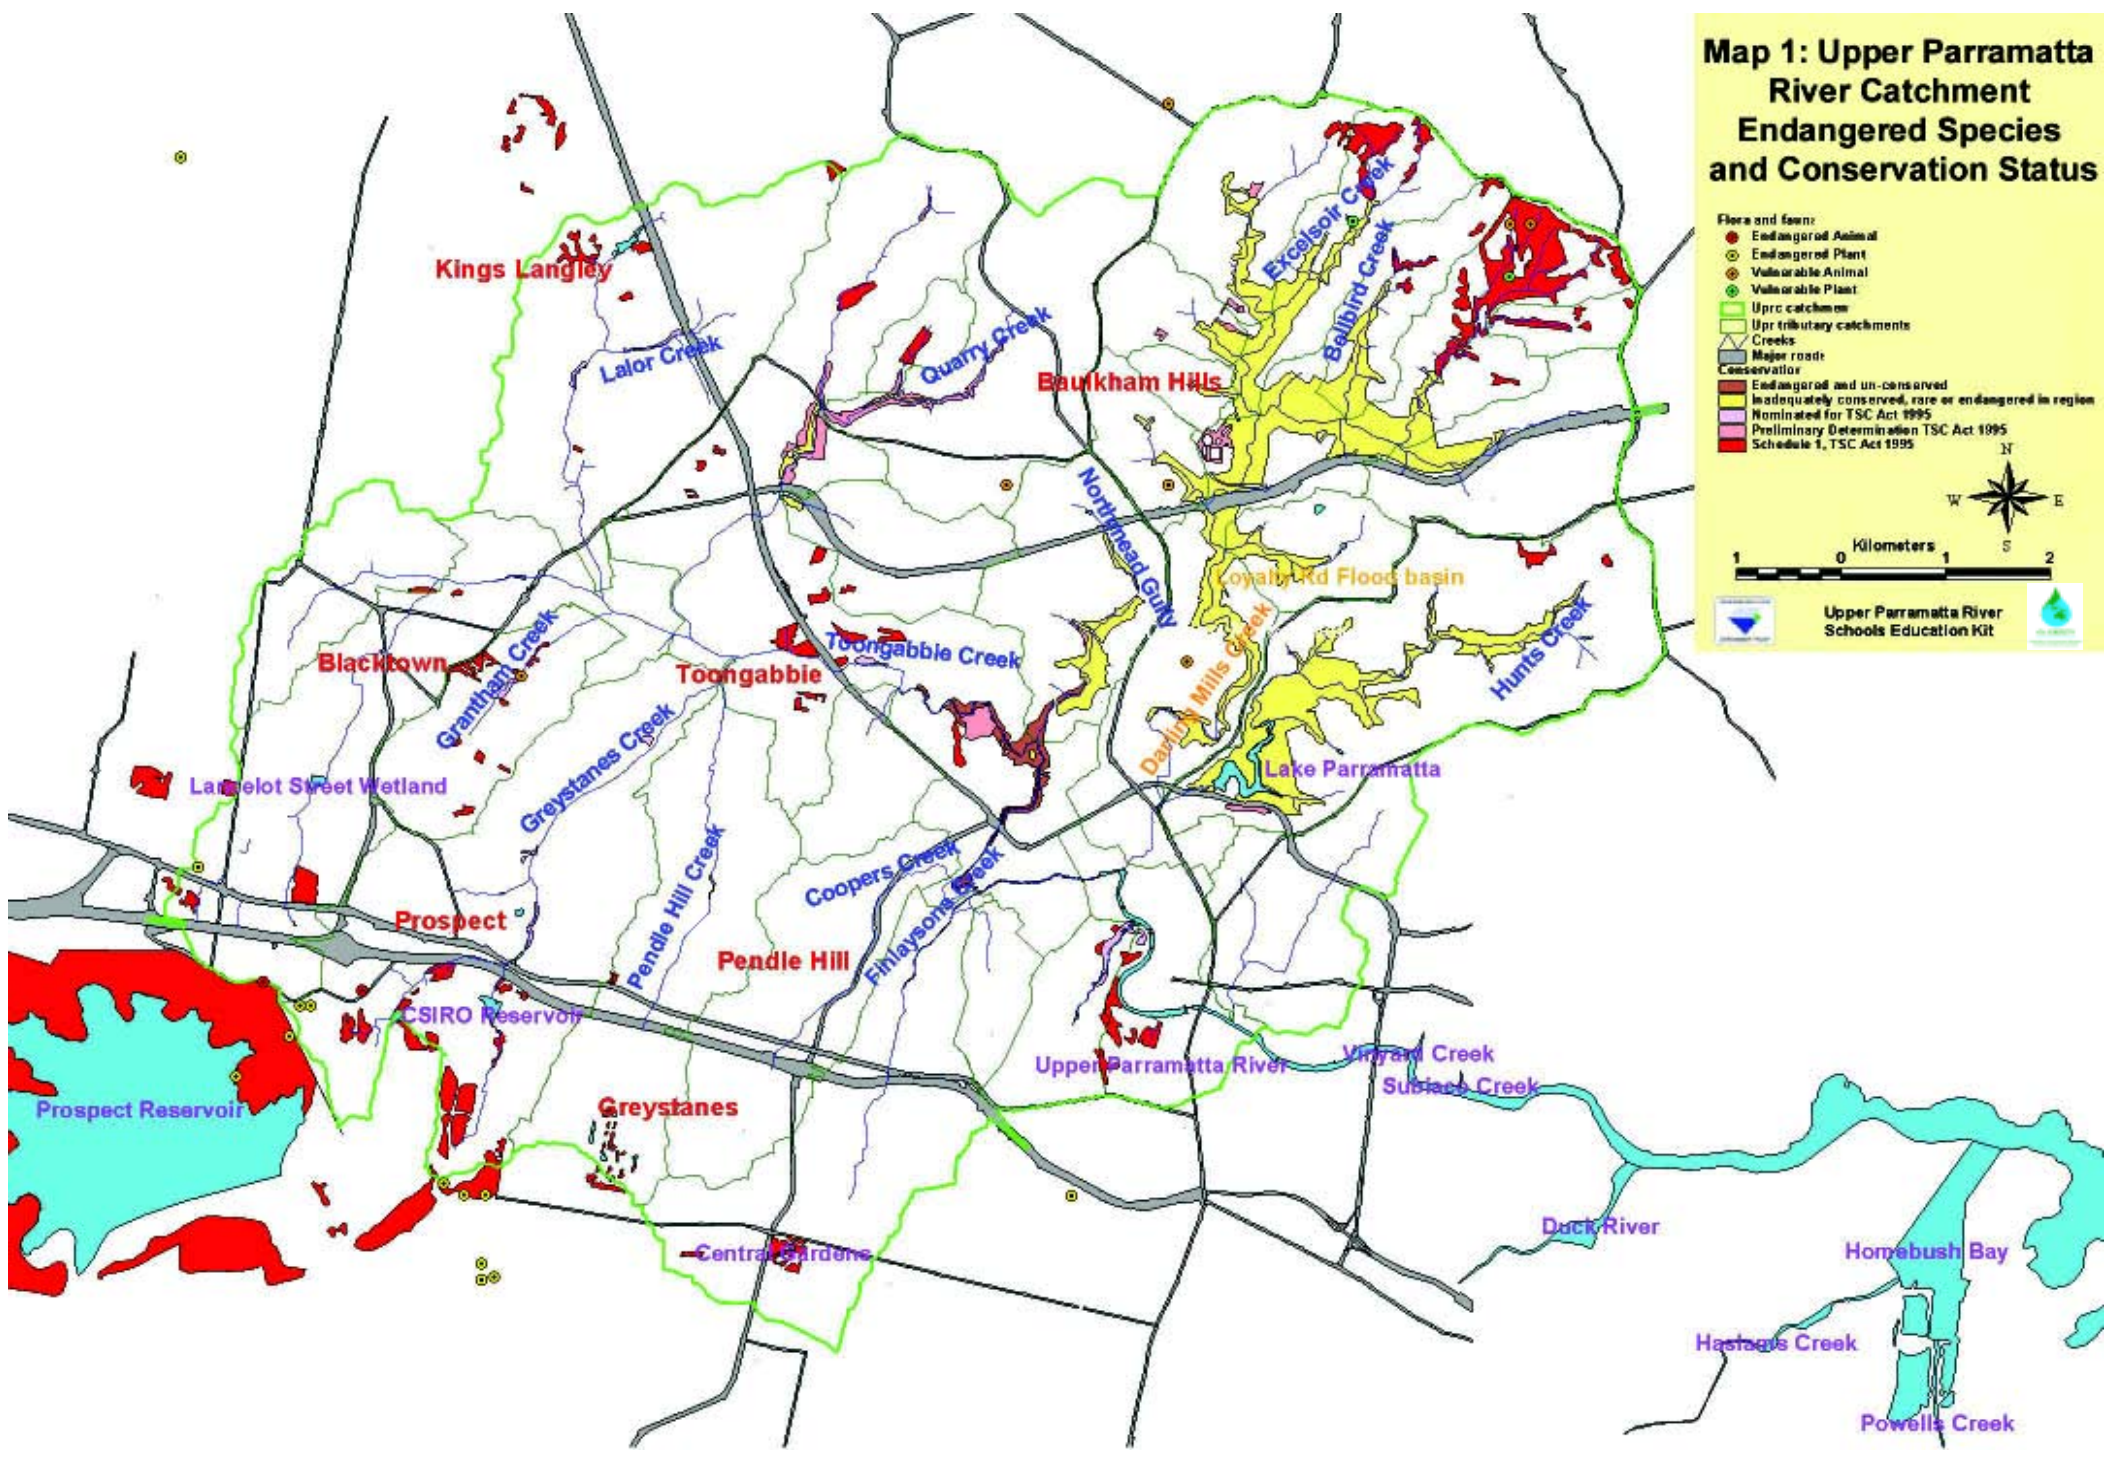 Map 1: Upper Parramatta
River Catchment
Endangered Species
and Conservation Status
Flora and fauna
Endangered Animal
Endangered Plant
Vulnerable Animal
Vulnerable Plant
Uprc catchmen
Upr tributary catchments
Creeks
Major roads
Conservation
Endangered and un-conserved
Inadequately conserved, rare or endangered in region
Nominated for TSC Act 1995
Preliminary Determination TSC Act 1995
Schedule 1, TSC Act 1995
N
W
E
S
Kilometers
1 0 1 2
Upper Parramatta River
Schools Education Kit
Kings Langley
Lalor Creek
Quarry Creek
Baulkham Hills
Excelsoir Creek
Bellbird Creek
Northmead Gully
Loyalty Rd Flood basin
Darling Mills Creek
Hunts Creek
Blacktown
Grantham Creek
Toongabbie
Toongabbie Creek
Greystanes Creek
Lancelot Street Wetland
Lake Parramatta
Pendle Hill Creek
Coopers Creek
Finlaysons Creek
Prospect
Pendle Hill
CSIRO Reservoir
Upper Parramatta River
Vinyard Creek
Subiaco Creek
Prospect Reservoir
Greystanes
Central Gardens
Duck River
Homebush Bay
Haslams Creek
Powells Creek